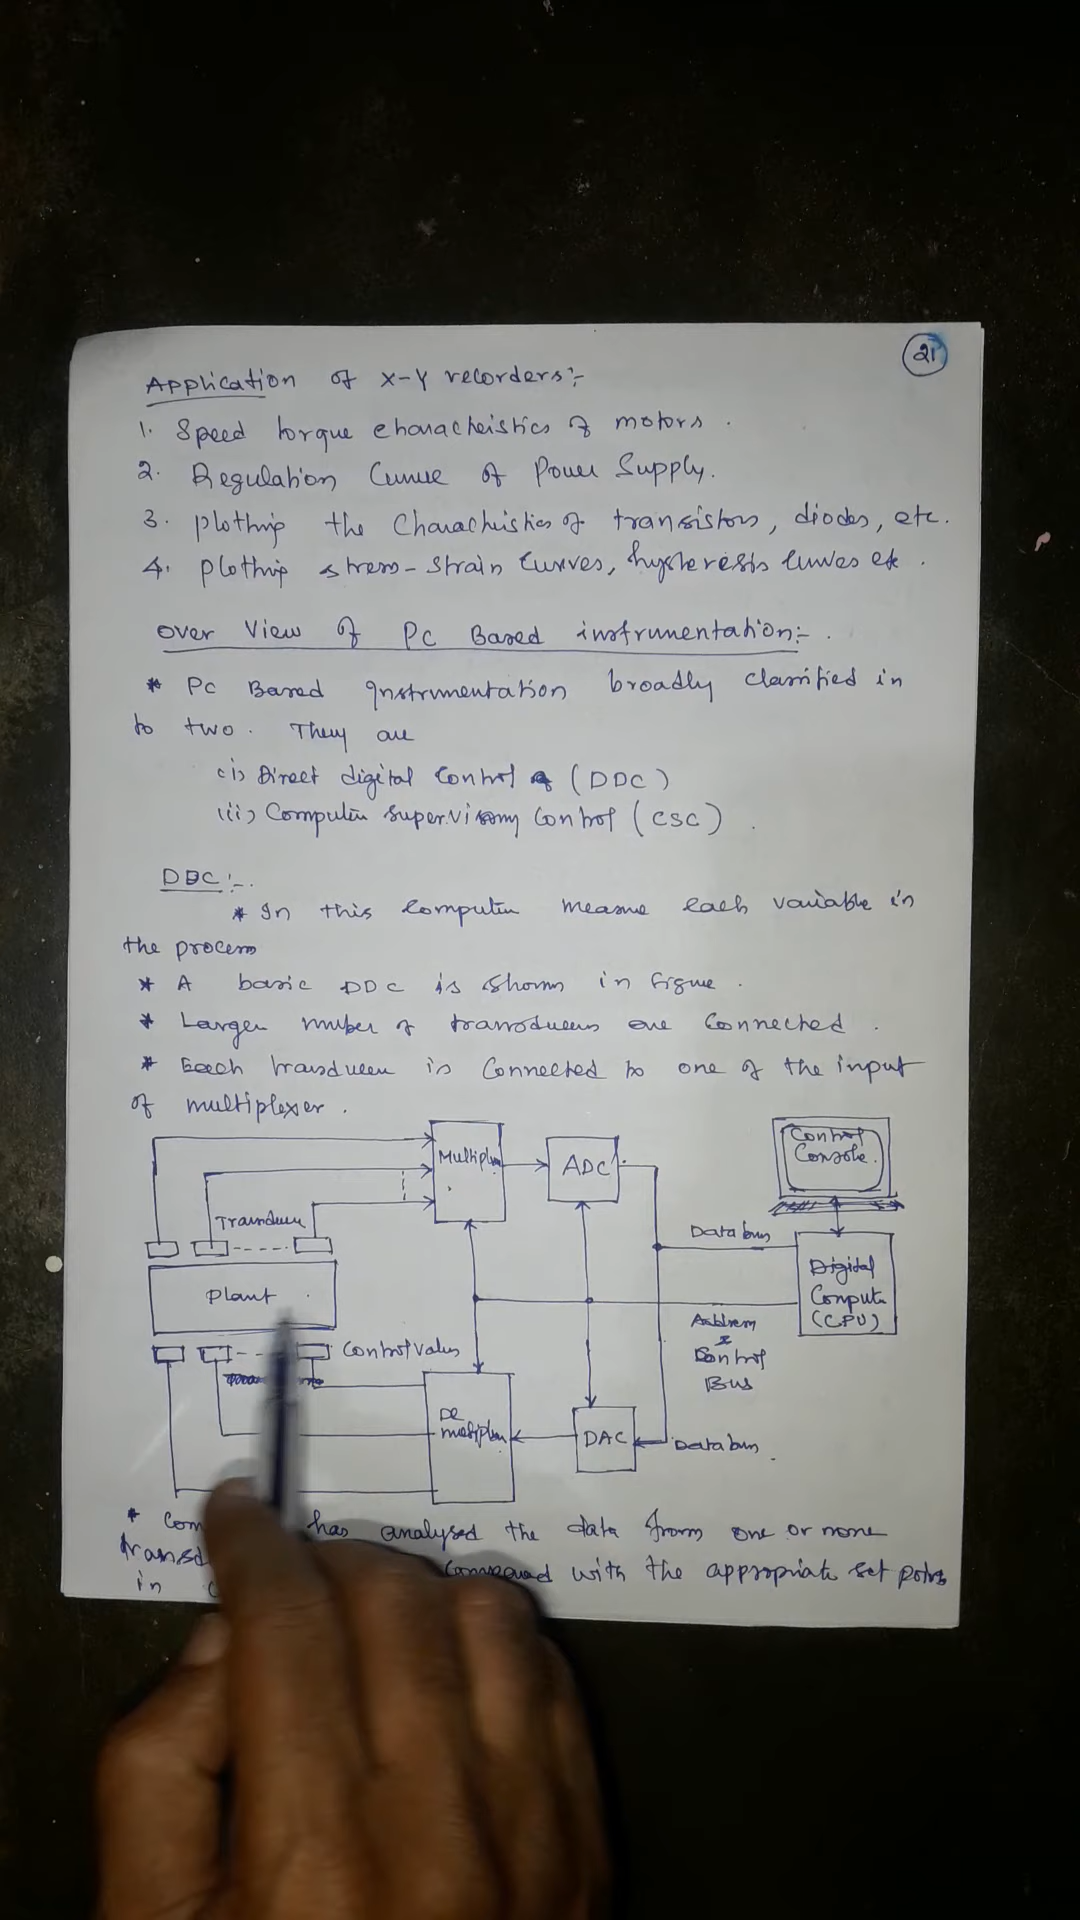 21
Application of X-Y recorders:-
1. Speed torque characteristics of motors.
2. Regulation Curve of Power Supply.
3. plotting the Characteristics of transistors, diodes, etc.
4. plotting stress-strain curves, hysteresis curves etc.
Over View of PC Based instrumentation:-.
* PC Based Instrumentation broadly classified in
to two. They are
(i) Direct digital Control (DDC)
(ii) Computer supervisory Control (CSC)
DDC:-.
* In this Computer measure each variable in
the process
* A basic DDC is shown in figure.
* Larger number of transducers are connected.
* Each transducer is Connected to one of the input
of multiplexer.
Control
Console.
Multiplex
ADC
Transducer
Data bus
Plant
Digital
Computer
(CPU)
Address
&
Control
Bus
Control Valves
De
multiplex
DAC
Data bus
* has analysed the data from one or more
compared with the appropriate set points
in